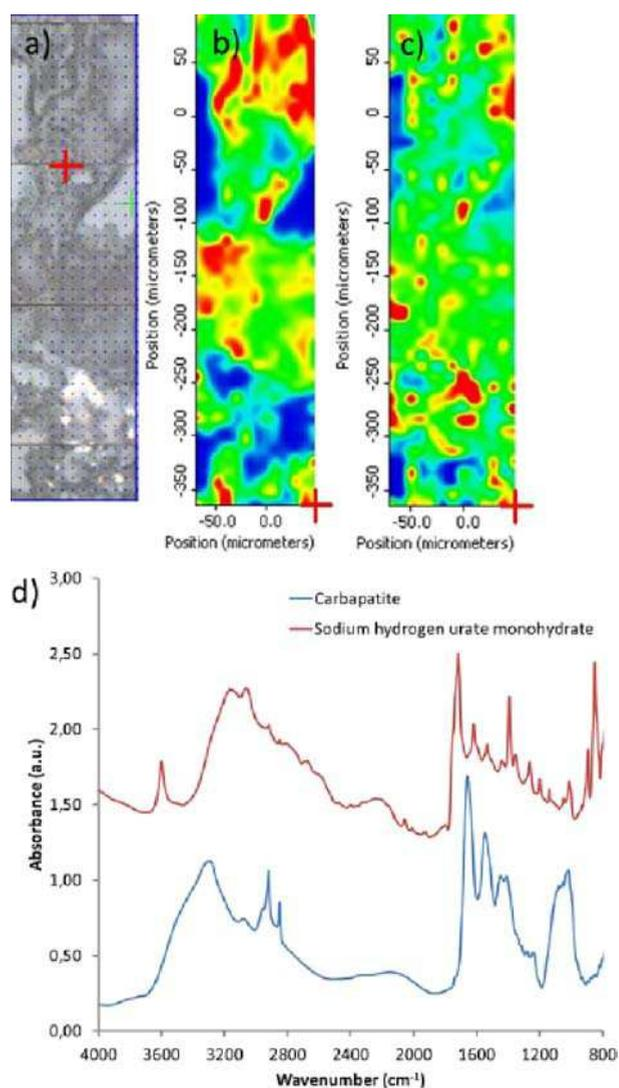 a)
b)
c)
Position (micrometers)
50
0
-50
-100
-150
-200
-250
-300
-350
-50.0 0.0
Position (micrometers)
Position (micrometers)
50
0
-50
-100
-150
-200
-250
-300
-350
-50.0 0.0
Position (micrometers)
d)
3,00
2,50
2,00
1,50
1,00
0,50
0,00
Absorbance (a.u.)
Carbapatite
Sodium hydrogen urate monohydrate
4000 3600 3200 2800 2400 2000 1600 1200 800
Wavenumber (cm⁻¹)